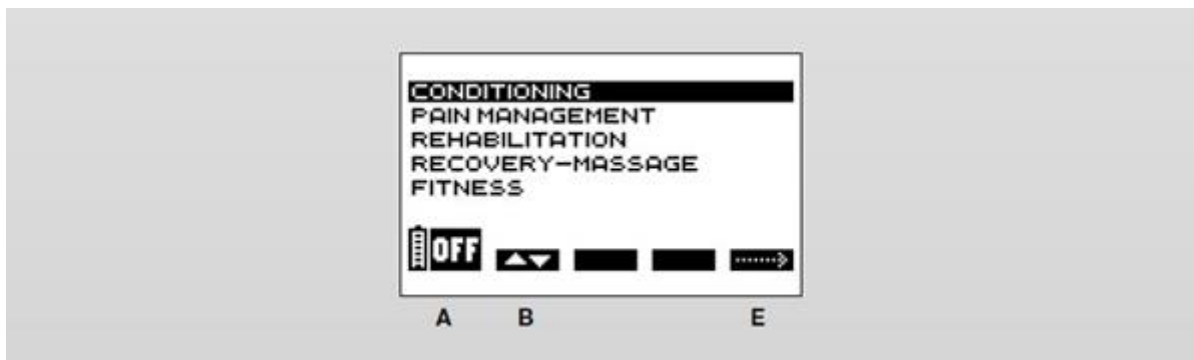 CONDITIONING
PAIN MANAGEMENT
REHABILITATION
RECOVERY-MASSAGE
FITNESS
OFF
A B E